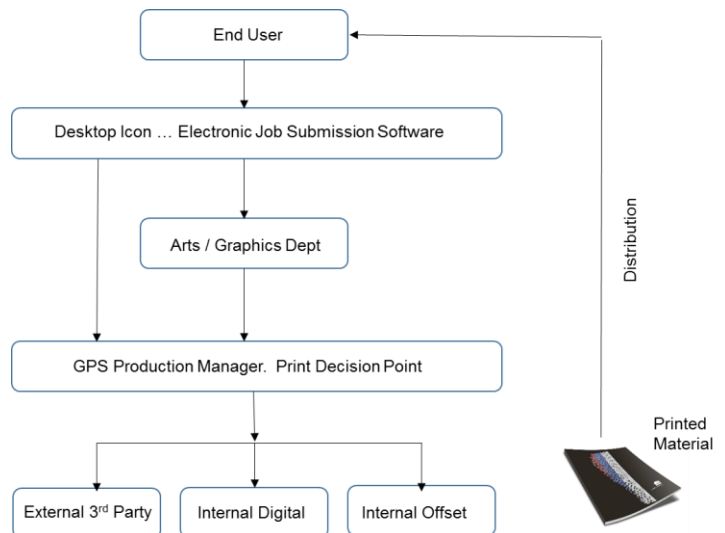 End User
Desktop Icon … Electronic Job Submission Software
Arts / Graphics Dept
Distribution
GPS Production Manager.  Print Decision Point
Printed
Material
External 3rd Party
Internal Digital
Internal Offset